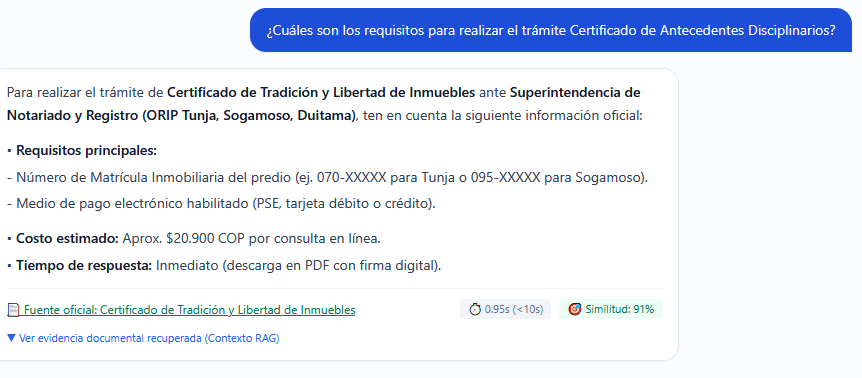 ¿Cuáles son los requisitos para realizar el trámite Certificado de Antecedentes Disciplinarios?
Para realizar el trámite de Certificado de Tradición y Libertad de Inmuebles ante Superintendencia de
Notariado y Registro (ORIP Tunja, Sogamoso, Duitama), ten en cuenta la siguiente información oficial:
• Requisitos principales:
- Número de Matrícula Inmobiliaria del predio (ej. 070-XXXXX para Tunja o 095-XXXXX para Sogamoso).
- Medio de pago electrónico habilitado (PSE, tarjeta débito o crédito).
• Costo estimado: Aprox. $20.900 COP por consulta en línea.
• Tiempo de respuesta: Inmediato (descarga en PDF con firma digital).
Fuente oficial: Certificado de Tradición y Libertad de Inmuebles
0.95s (<10s)
Similitud: 91%
▼ Ver evidencia documental recuperada (Contexto RAG)